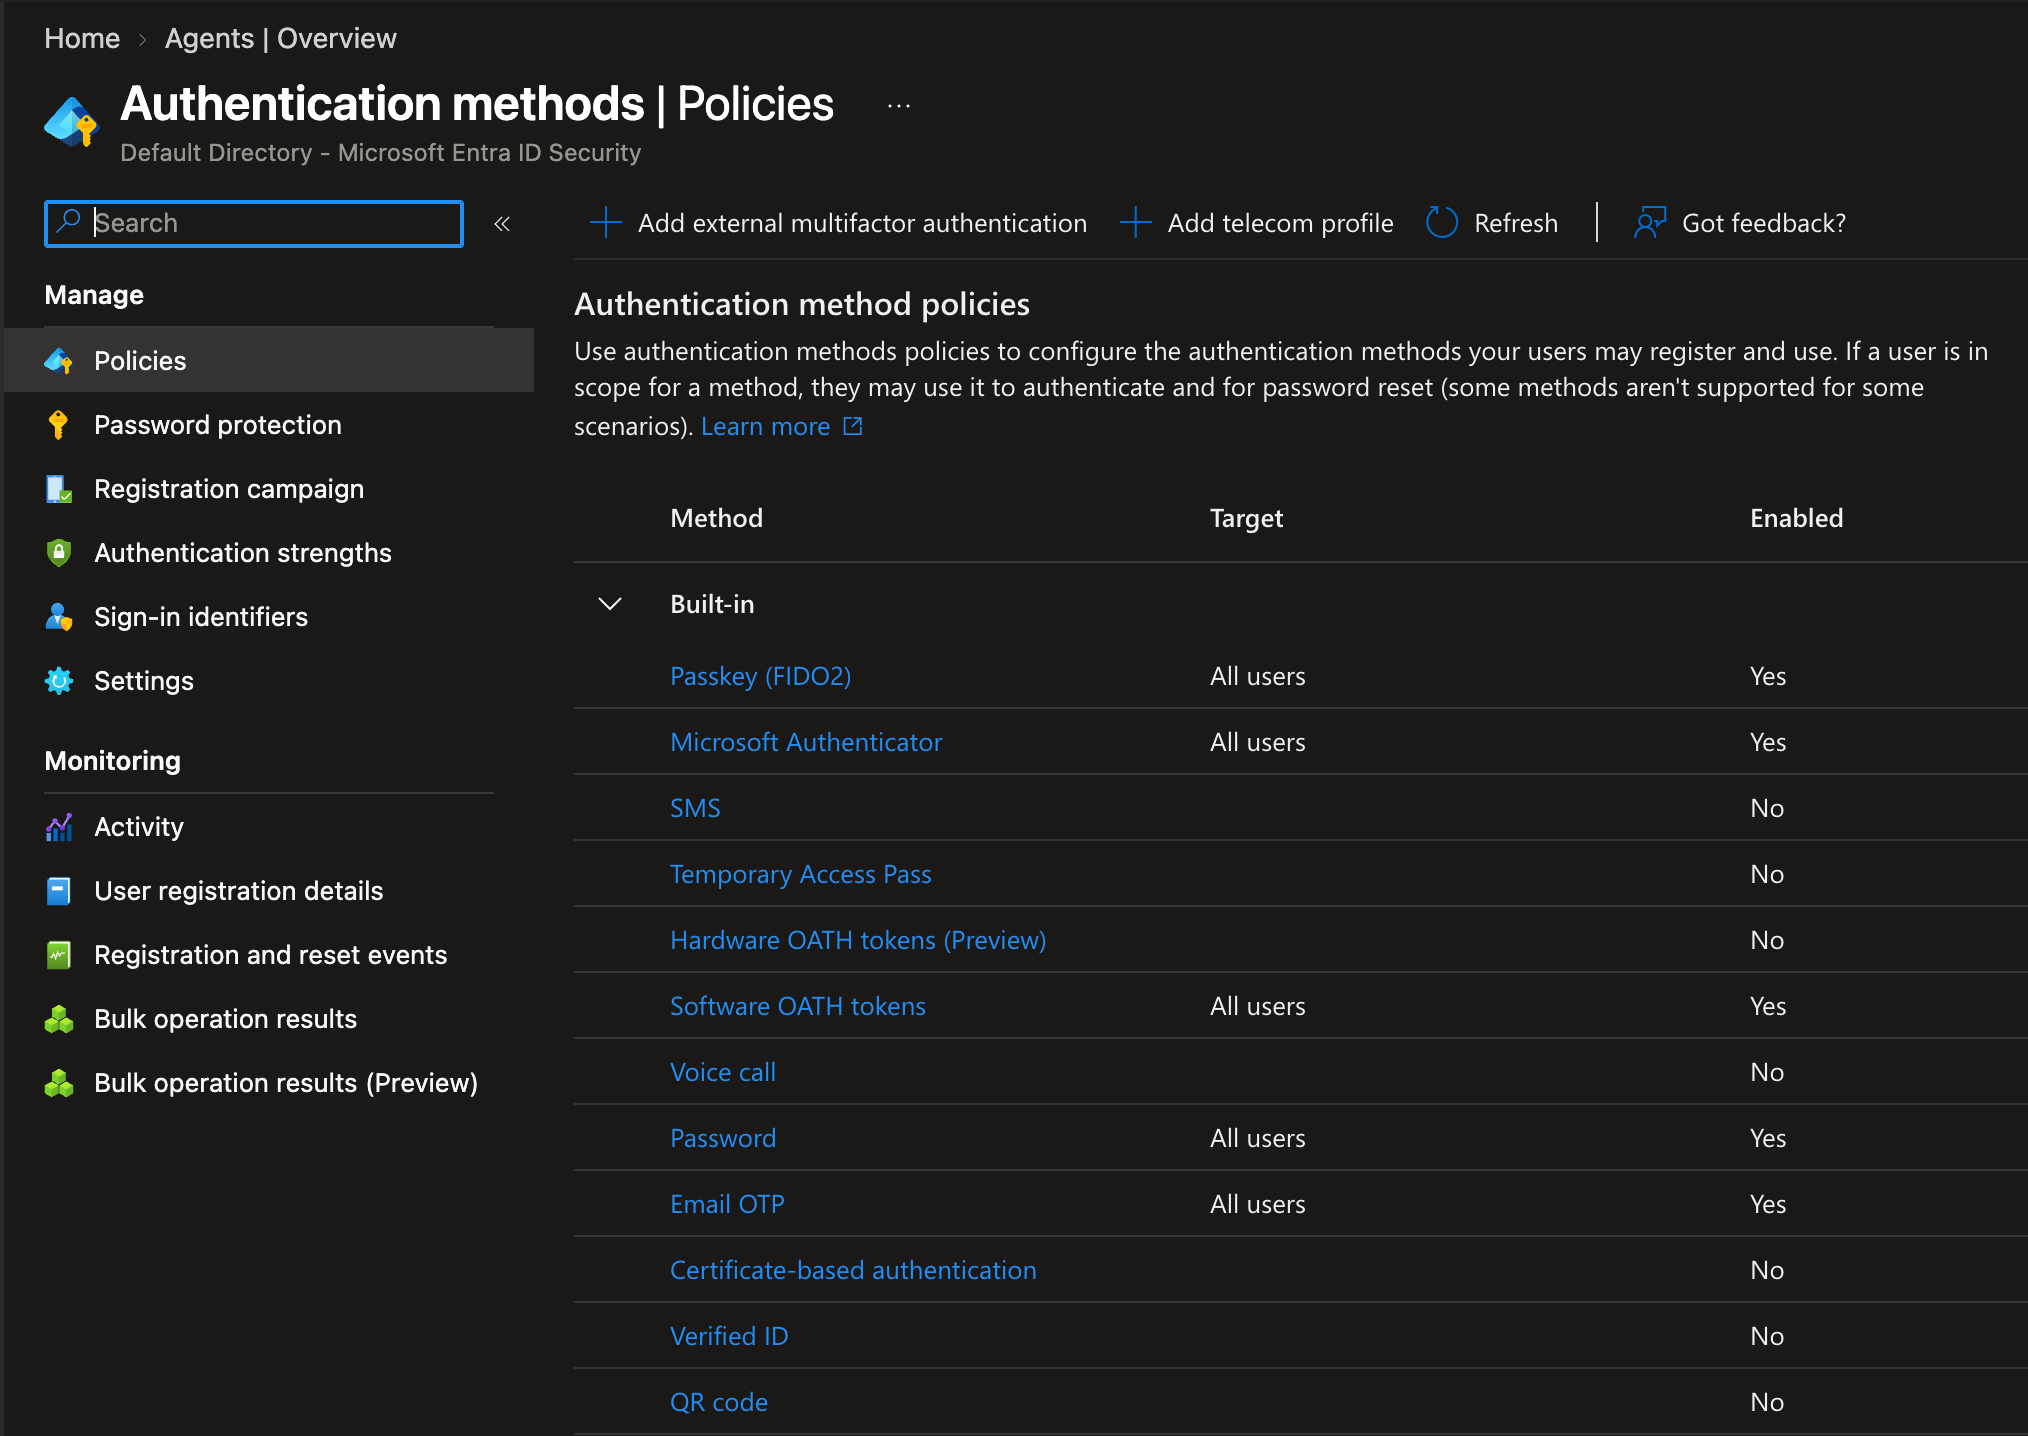 Home > Agents | Overview
Authentication methods | Policies ...
Default Directory - Microsoft Entra ID Security
Search «
Manage
Policies
Password protection
Registration campaign
Authentication strengths
Sign-in identifiers
Settings
Monitoring
Activity
User registration details
Registration and reset events
Bulk operation results
Bulk operation results (Preview)
Add external multifactor authentication Add telecom profile Refresh Got feedback?
Authentication method policies
Use authentication methods policies to configure the authentication methods your users may register and use. If a user is in
scope for a method, they may use it to authenticate and for password reset (some methods aren't supported for some
scenarios). Learn more
Method Target Enabled
Built-in
Passkey (FIDO2) All users Yes
Microsoft Authenticator All users Yes
SMS No
Temporary Access Pass No
Hardware OATH tokens (Preview) No
Software OATH tokens All users Yes
Voice call No
Password All users Yes
Email OTP All users Yes
Certificate-based authentication No
Verified ID No
QR code No